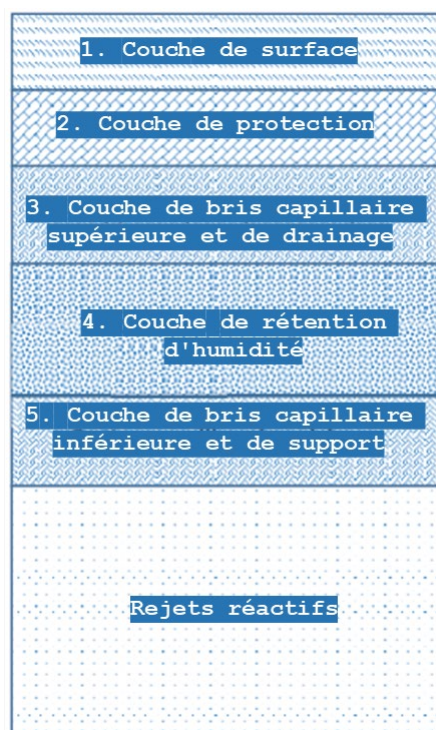 1. Couche de surface
2. Couche de protection
3. Couche de bris capillaire
supérieure et de drainage
4. Couche de rétention
d'humidité
5. Couche de bris capillaire
inférieure et de support
Rejets réactifs